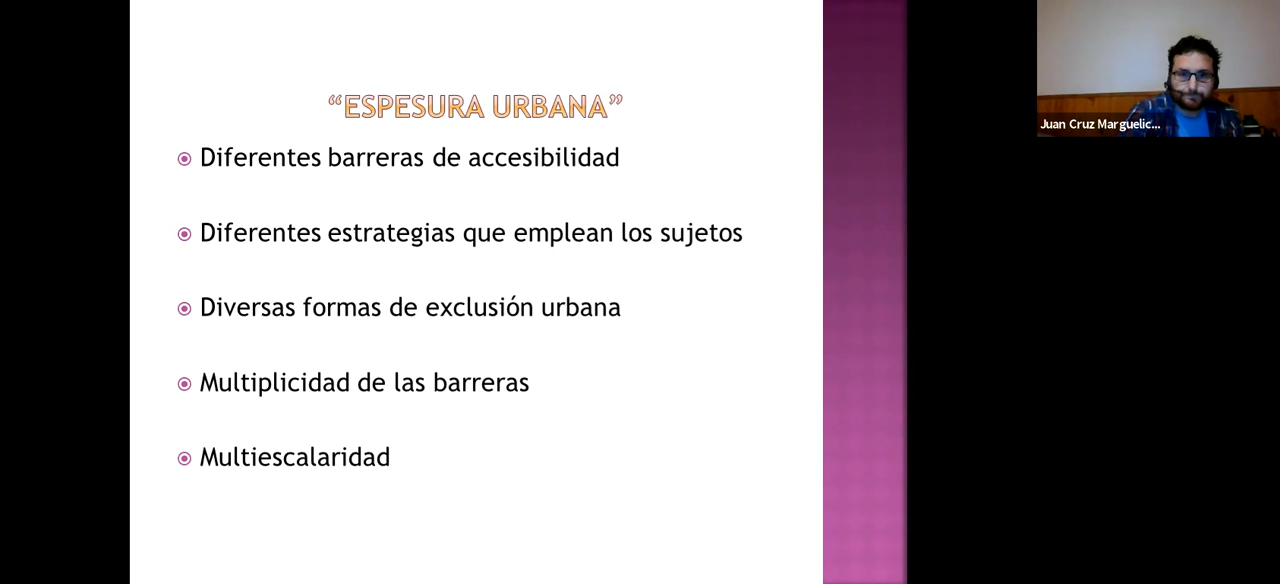 “ESPESURA URBANA”
Diferentes barreras de accesibilidad
Diferentes estrategias que emplean los sujetos
Diversas formas de exclusión urbana
Multiplicidad de las barreras
Multiescalaridad
Juan Cruz Marguelic...